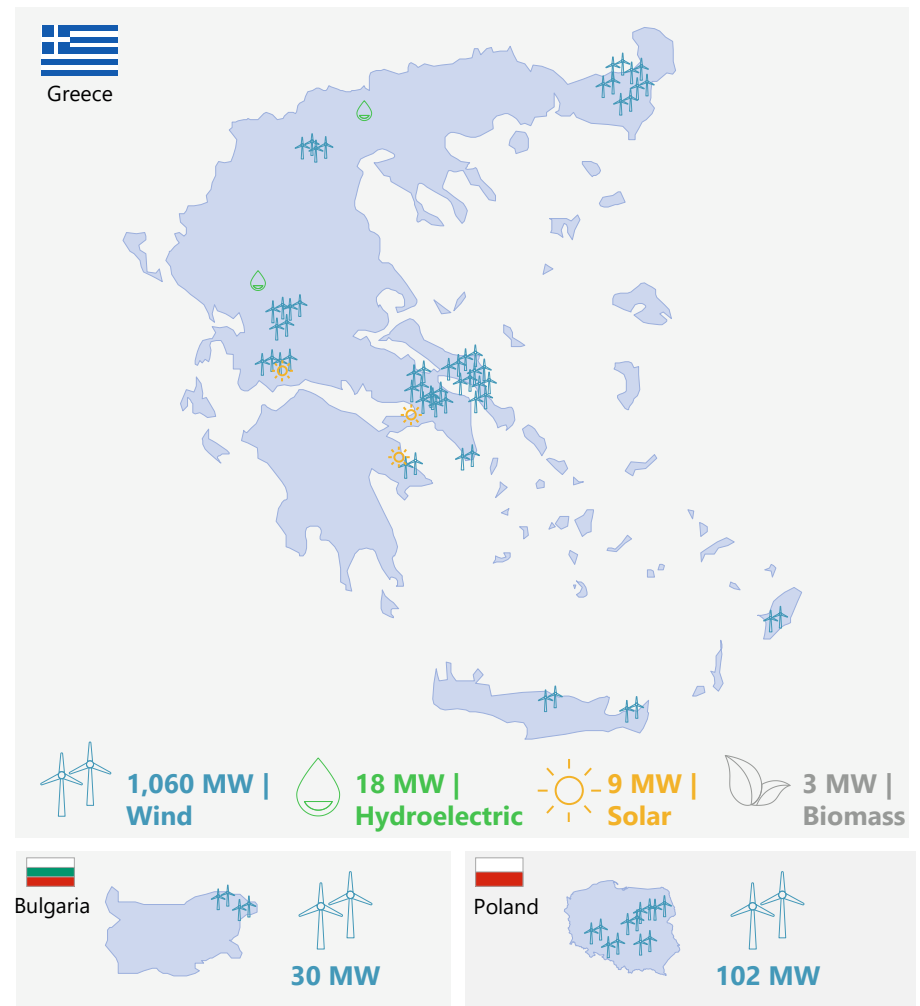 Greece
1,060 MW |
Wind
18 MW |
Hydroelectric
9 MW |
Solar
3 MW |
Biomass
Bulgaria
30 MW
Poland
102 MW